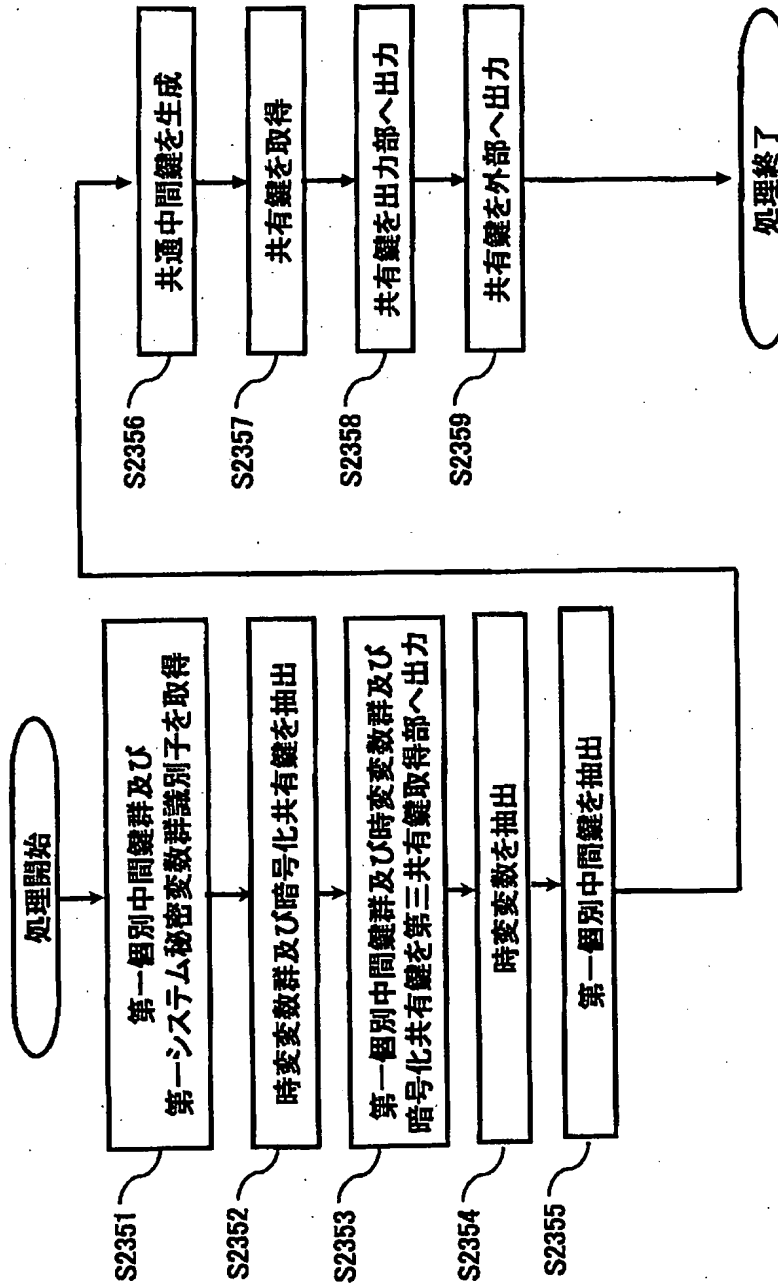 処理開始
S2351
第一個別中間鍵群及び
第一システム秘密変数群識別子を取得
S2352
時変変数群及び暗号化共有鍵を抽出
S2353
第一個別中間鍵群及び時変変数群及び
暗号化共有鍵を第三共有鍵取得部へ出力
S2354
時変変数を抽出
S2355
第一個別中間鍵を抽出
S2356
共通中間鍵を生成
S2357
共有鍵を取得
S2358
共有鍵を出力部へ出力
S2359
共有鍵を外部へ出力
処理終了